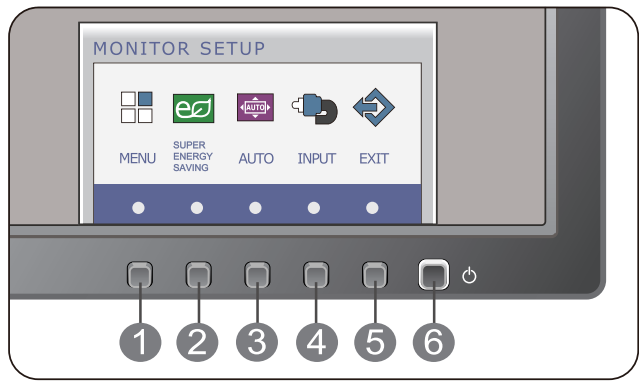 MONITOR SETUP
AUTO
MENU
SUPER
ENERGY
SAVING
AUTO
INPUT
EXIT
1 2 3 4 5 6